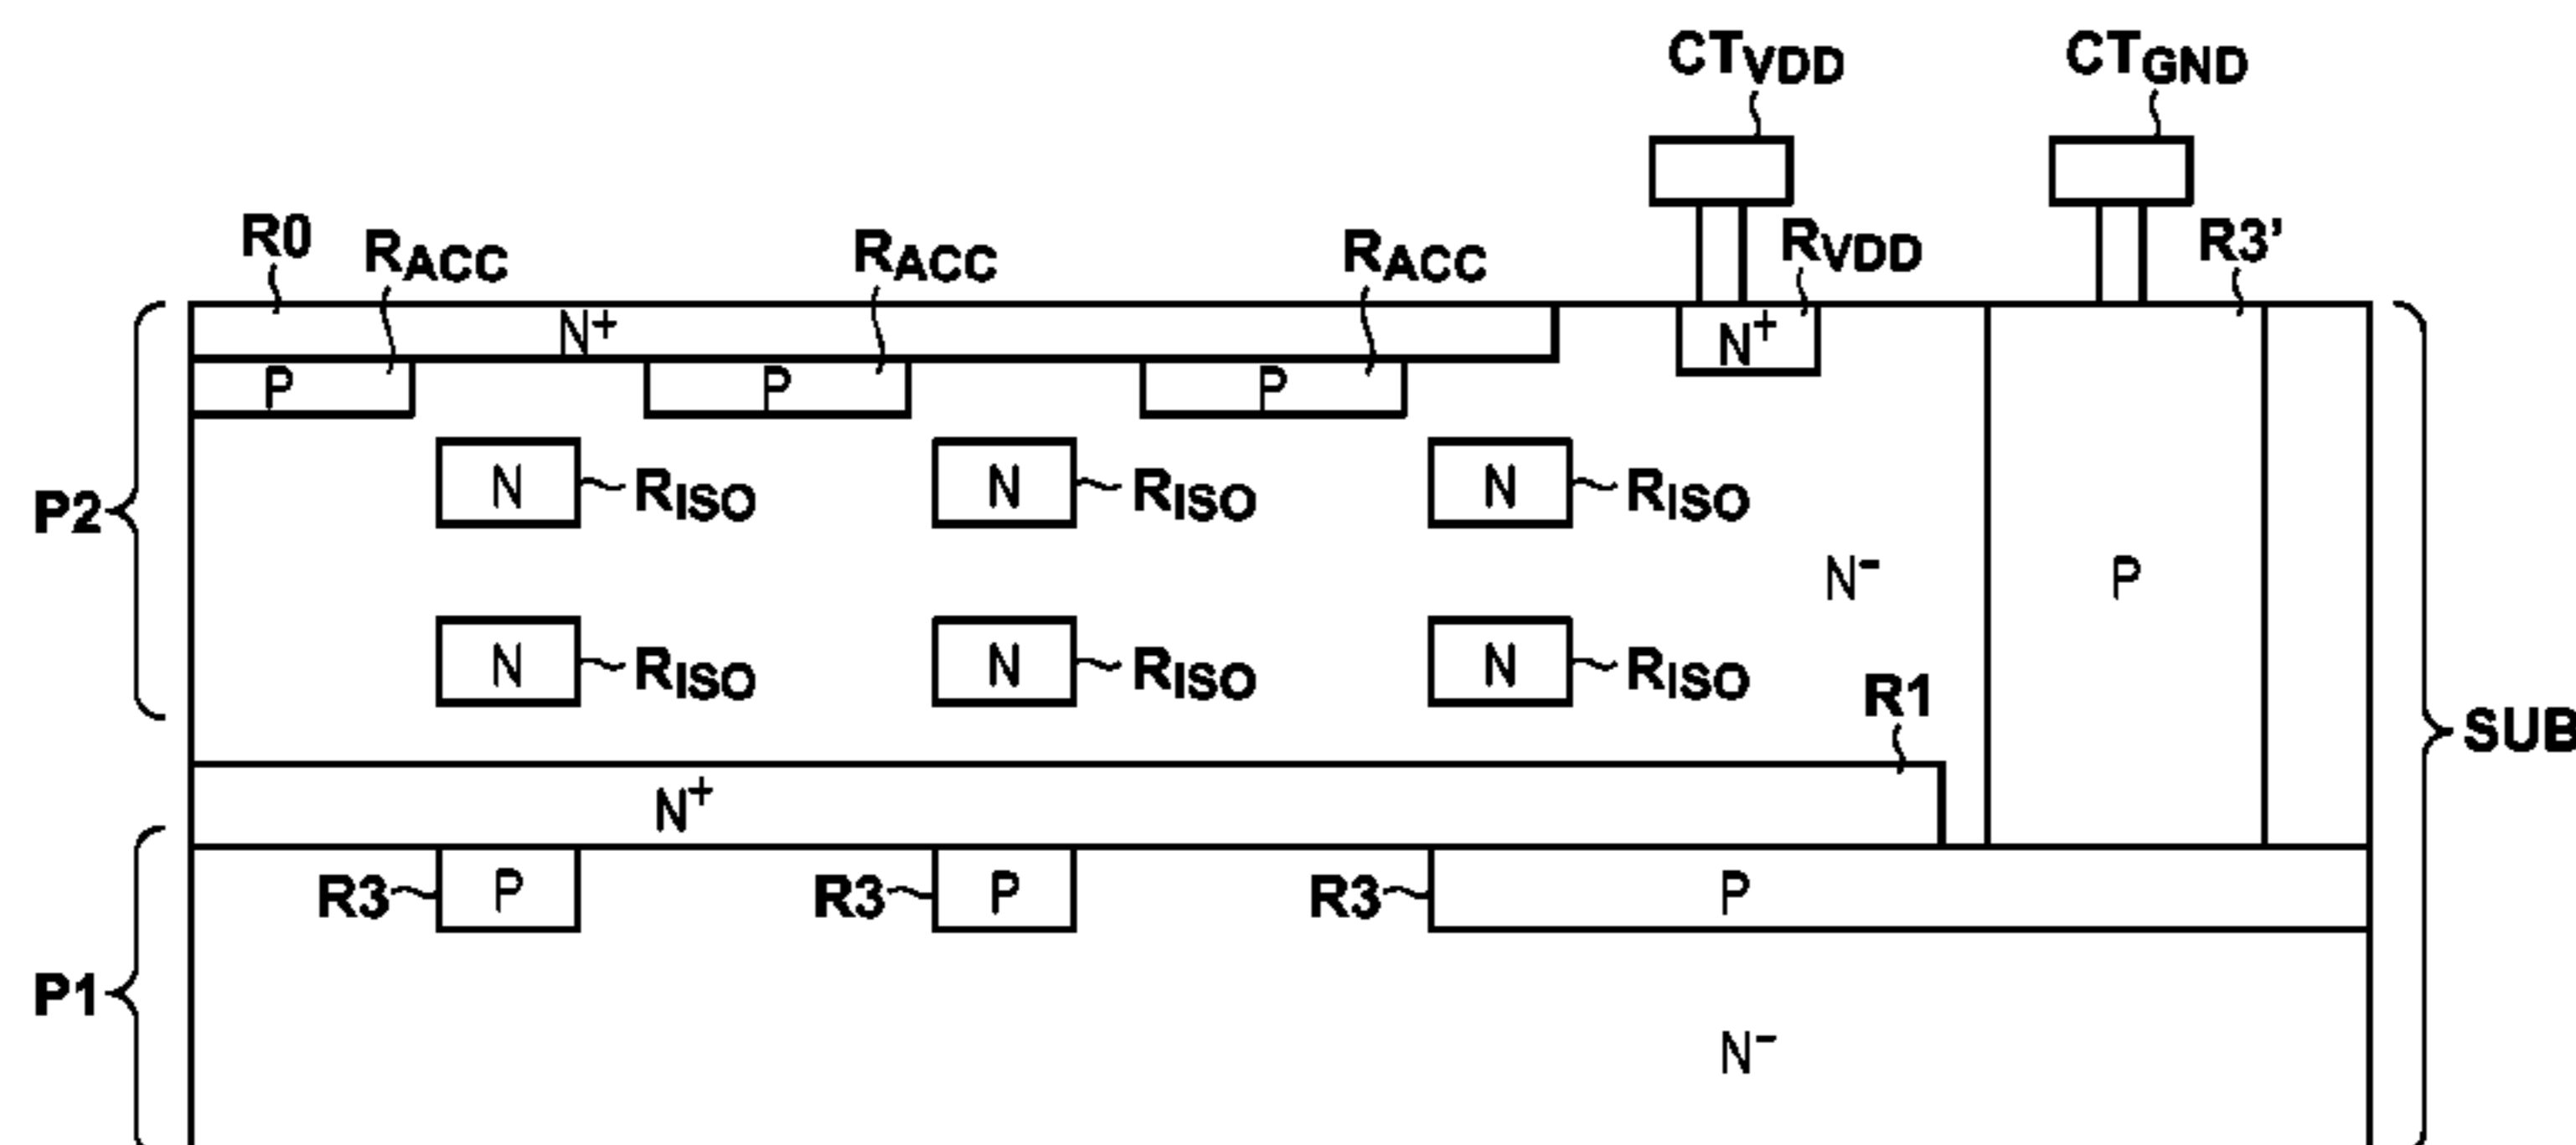 CTVDD CTGND
R0 RACC RACC RACC RVDD R3’
N+ N+
P P P
P2 N RISO N RISO N RISO
N- P
N RISO N RISO N RISO
R1
SUB
N+
R3 P R3 P R3 P
P1
N-